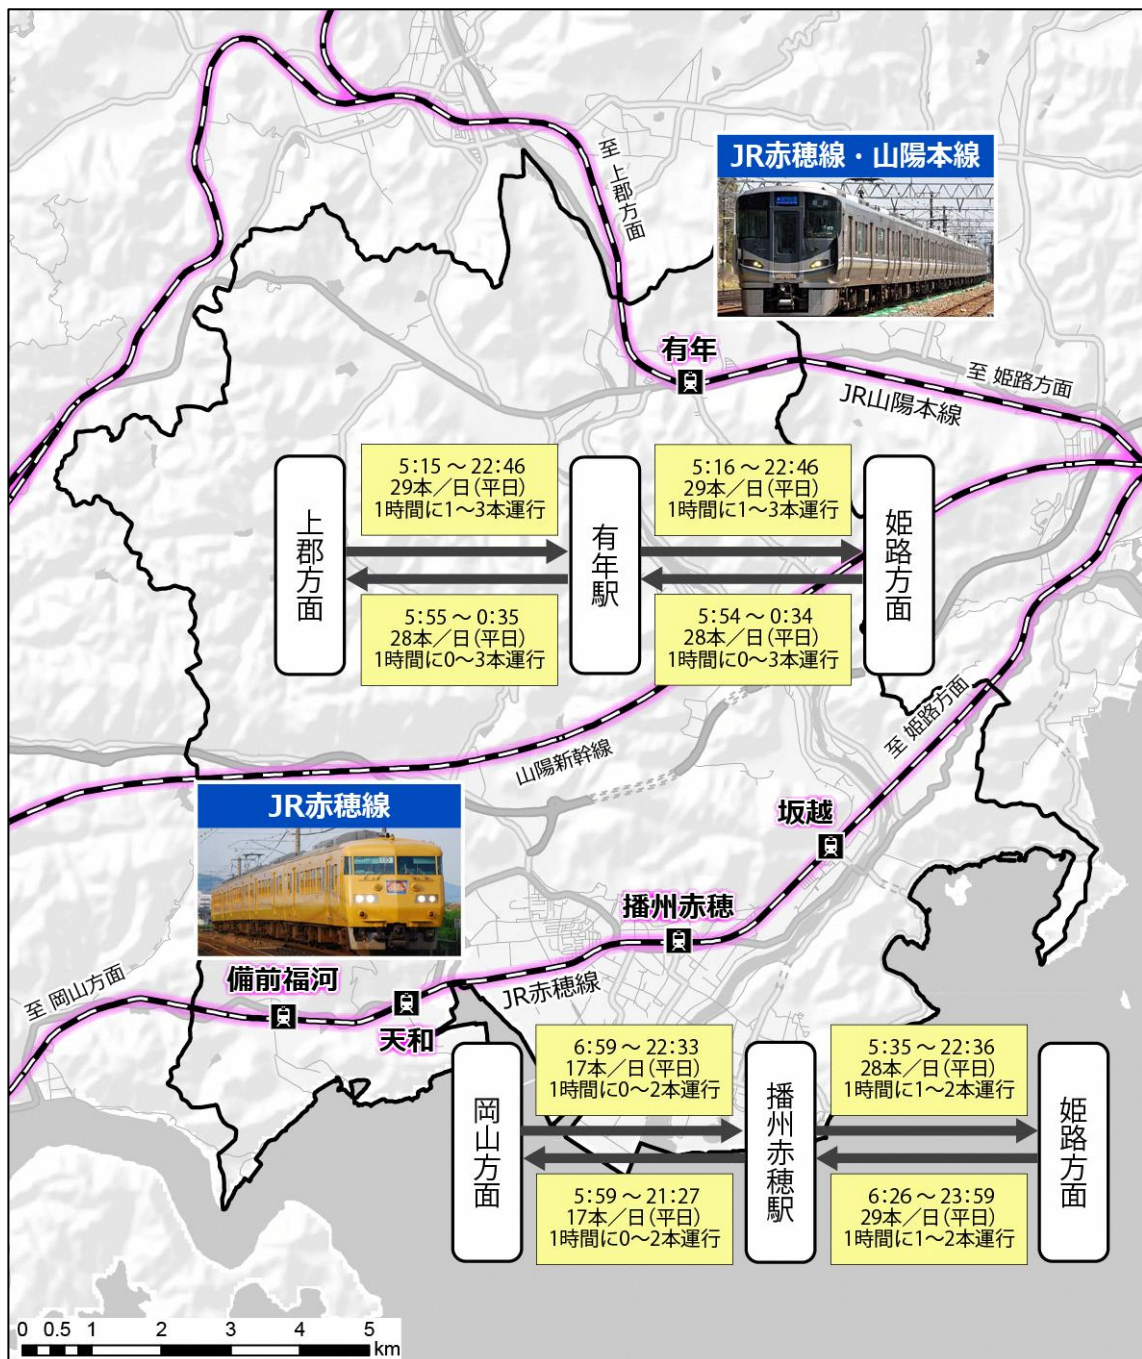 JR赤穂線・山陽本線
至 上郡方面
有年
至 姫路方面
JR山陽本線
5:15～22:46
29本／日(平日)
1時間に1～3本運行
5:16～22:46
29本／日(平日)
1時間に1～3本運行
上郡方面
有年駅
姫路方面
5:55～0:35
28本／日(平日)
1時間に0～3本運行
5:54～0:34
28本／日(平日)
1時間に0～3本運行
至 姫路方面
山陽新幹線
JR赤穂線
坂越
播州赤穂
備前福河
至 岡山方面
天和
JR赤穂線
6:59～22:33
17本／日(平日)
1時間に0～2本運行
5:35～22:36
28本／日(平日)
1時間に1～2本運行
岡山方面
播州赤穂駅
姫路方面
5:59～21:27
17本／日(平日)
1時間に0～2本運行
6:26～23:59
29本／日(平日)
1時間に1～2本運行
0 0.5 1 2 3 4 5
km